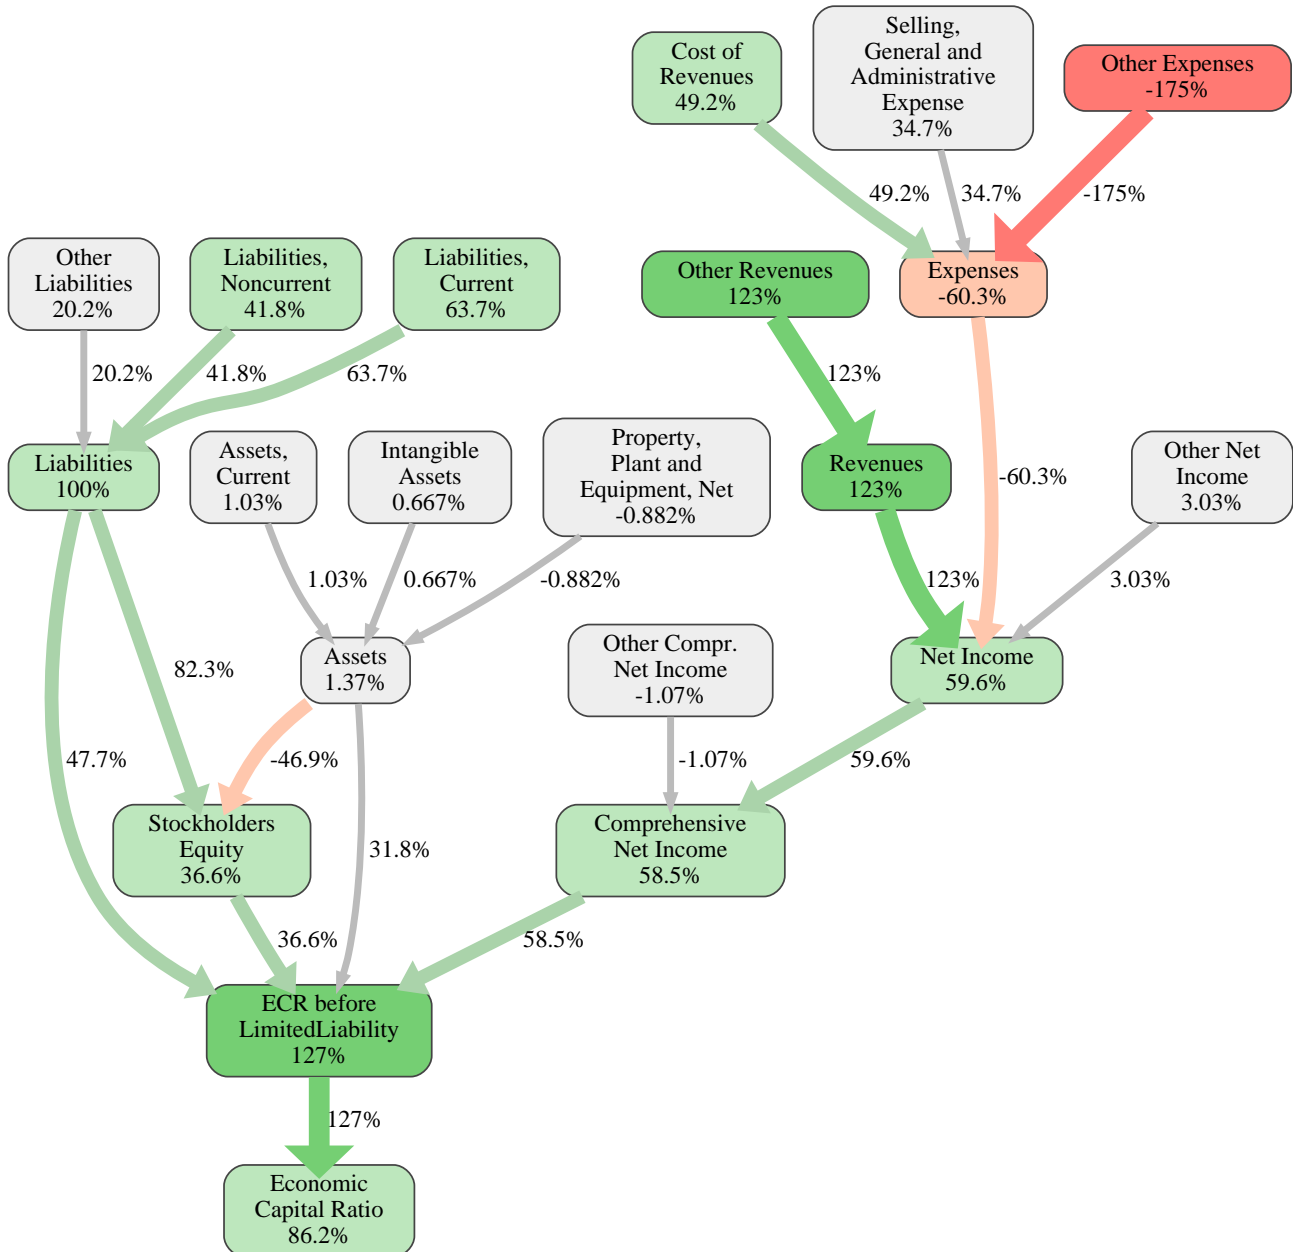 Cost of
Revenues
49.2%
Selling,
General and
Administrative
Expense
34.7%
Other Expenses
-175%
49.2%
34.7%
-175%
Other
Liabilities
20.2%
Liabilities,
Noncurrent
41.8%
Liabilities,
Current
63.7%
Other Revenues
123%
Expenses
-60.3%
20.2%
41.8%
63.7%
123%
Liabilities
100%
Assets,
Current
1.03%
Intangible
Assets
0.667%
Property,
Plant and
Equipment, Net
-0.882%
Revenues
123%
-60.3%
Other Net
Income
3.03%
1.03%
0.667%
-0.882%
123%
3.03%
82.3%
Assets
1.37%
Other Compr.
Net Income
-1.07%
Net Income
59.6%
47.7%
-46.9%
-1.07%
59.6%
Stockholders
Equity
36.6%
31.8%
Comprehensive
Net Income
58.5%
36.6%
58.5%
ECR before
LimitedLiability
127%
127%
Economic
Capital Ratio
86.2%